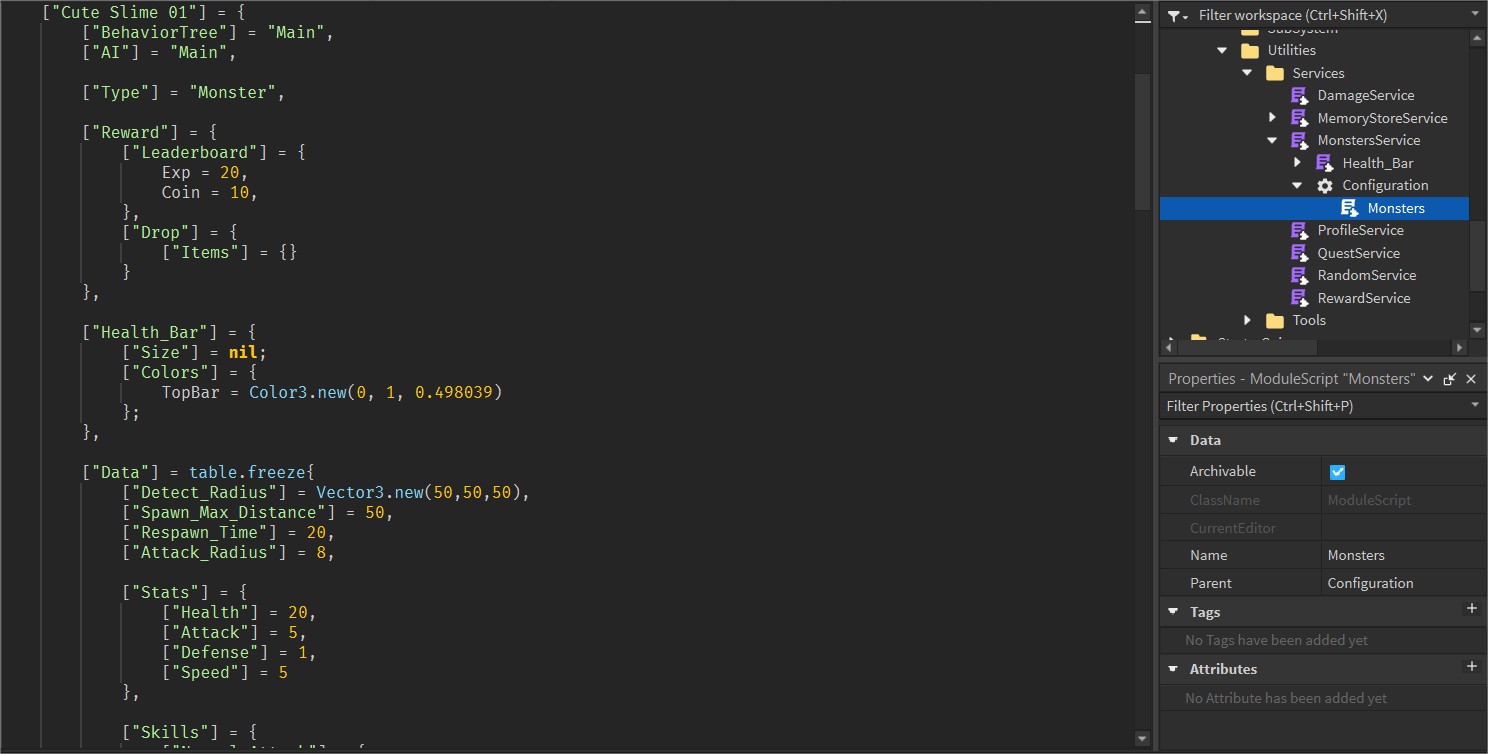 ["Cute Slime 01"] = {
["BehaviorTree"] = "Main",
["AI"] = "Main",
["Type"] = "Monster",
["Reward"] = {
["Leaderboard"] = {
Exp = 20,
Coin = 10,
},
["Drop"] = {
["Items"] = {}
}
},
["Health_Bar"] = {
["Size"] = nil;
["Colors"] = {
TopBar = Color3.new(0, 1, 0.498039)
};
},
["Data"] = table.freeze{
["Detect_Radius"] = Vector3.new(50,50,50),
["Spawn_Max_Distance"] = 50,
["Respawn_Time"] = 20,
["Attack_Radius"] = 8,
["Stats"] = {
["Health"] = 20,
["Attack"] = 5,
["Defense"] = 1,
["Speed"] = 5
},
["Skills"] = {
Filter workspace (Ctrl+Shift+X)
SubSystem
Utilities
Services
DamageService
MemoryStoreService
MonstersService
Health_Bar
Configuration
Monsters
ProfileService
QuestService
RandomService
RewardService
Tools
Properties - ModuleScript "Monsters"
Filter Properties (Ctrl+Shift+P)
Data
Archivable
ClassName ModuleScript
CurrentEditor
Name Monsters
Parent Configuration
Tags
No Tags have been added yet
Attributes
No Attribute has been added yet